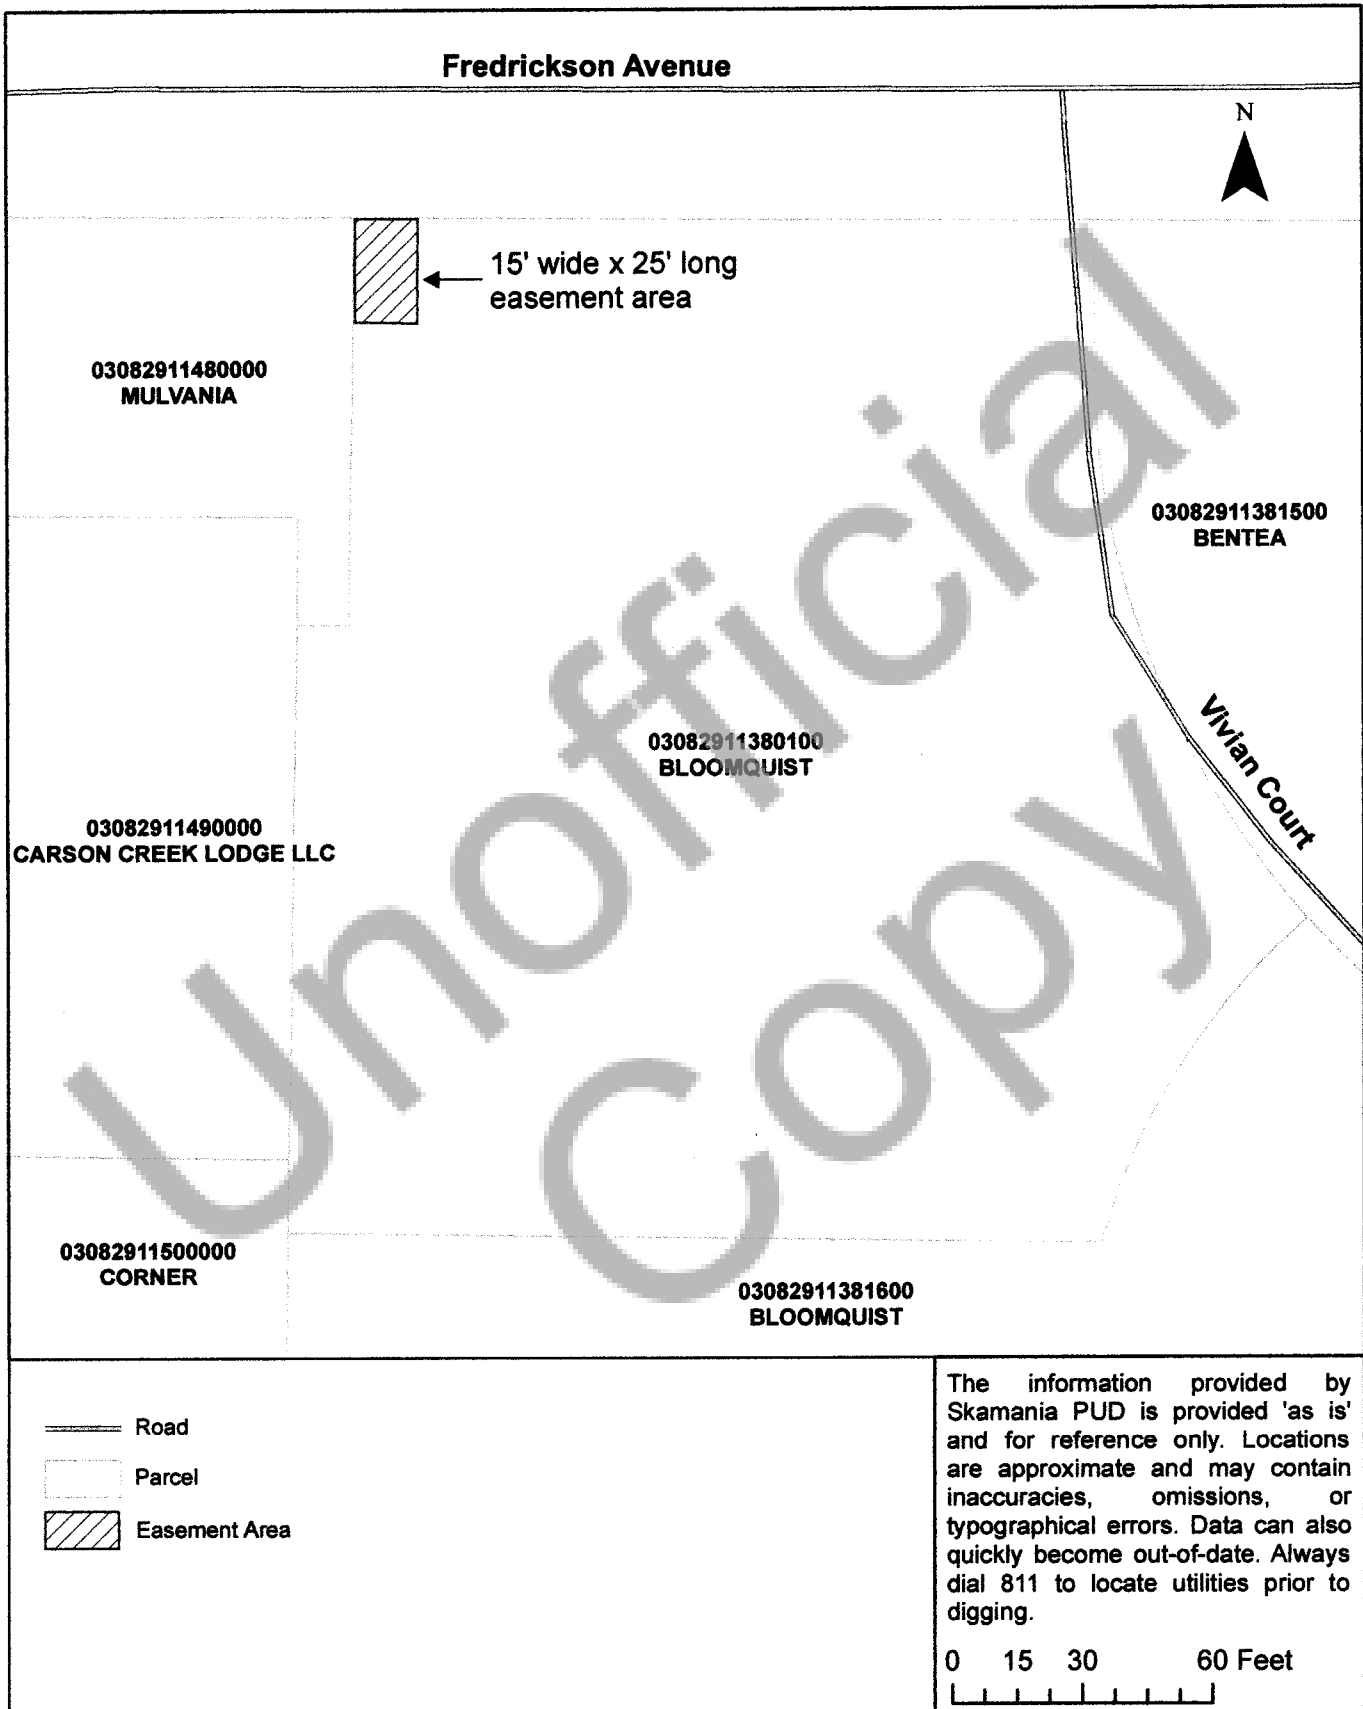 Fredrickson Avenue
N
15' wide x 25' long
easement area
03082911480000
MULVANIA
03082911381500
BENTEA
Vivian Court
03082911380100
BLOOMQUIST
03082911490000
CARSON CREEK LODGE LLC
03082911500000
CORNER
03082911381600
BLOOMQUIST
Unofficial
Copy
Road
Parcel
Easement Area
The information provided by
Skamania PUD is provided 'as is'
and for reference only. Locations
are approximate and may contain
inaccuracies, omissions, or
typographical errors. Data can also
quickly become out-of-date. Always
dial 811 to locate utilities prior to
digging.
0 15 30 60 Feet